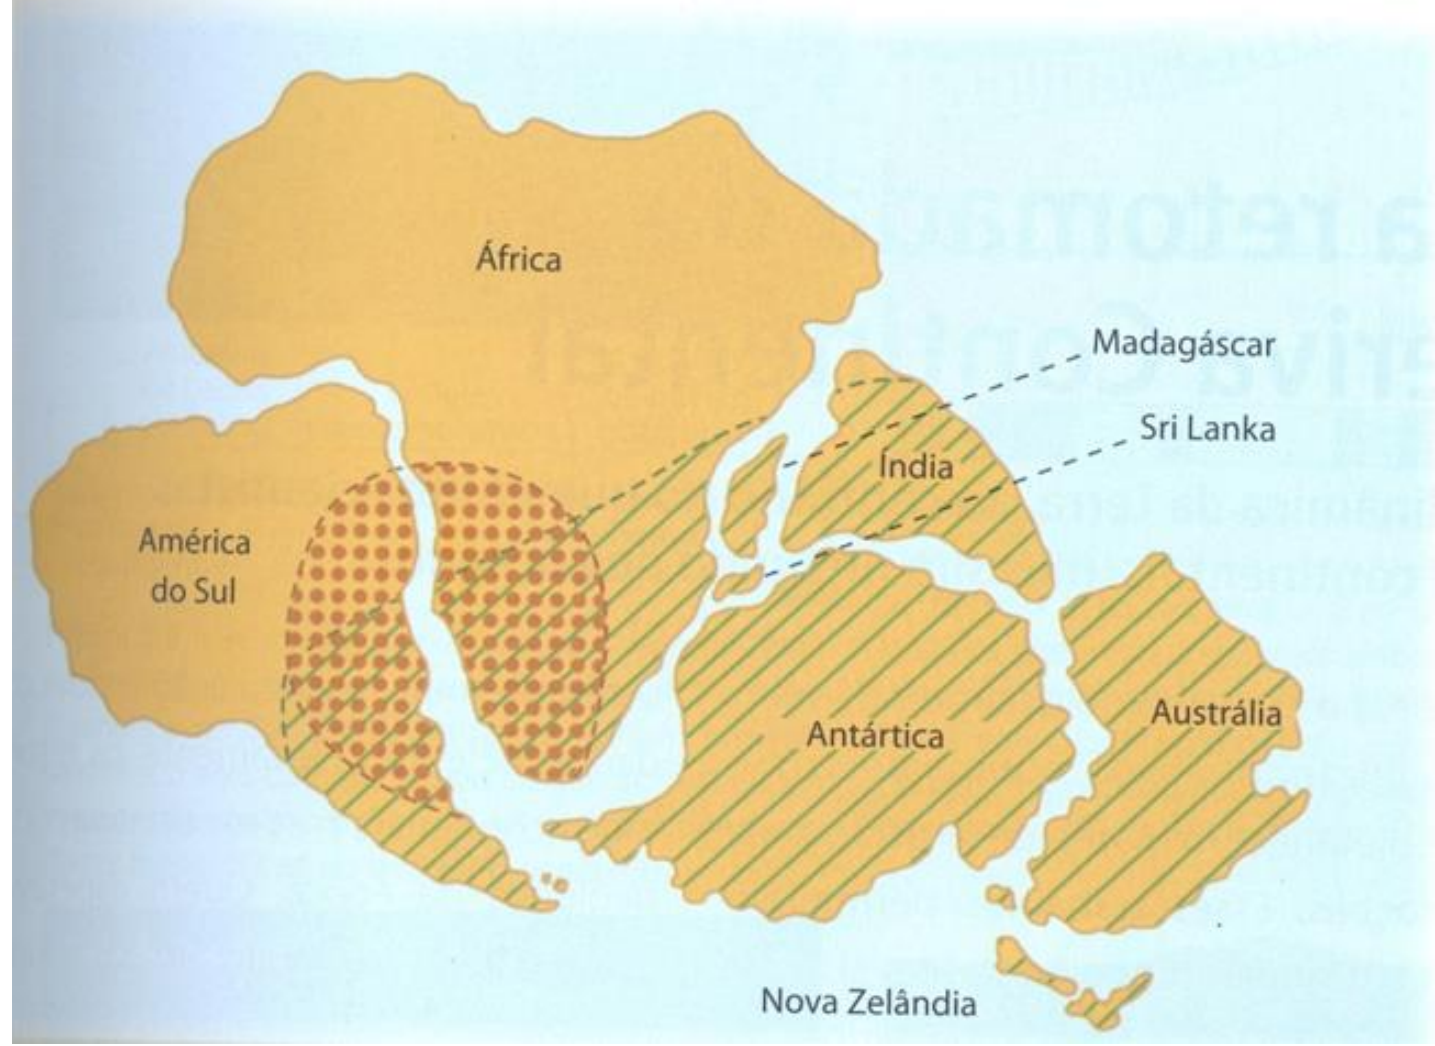 África
Madagáscar
Sri Lanka
Índia
América
do Sul
Antártica
Austrália
Nova Zelândia